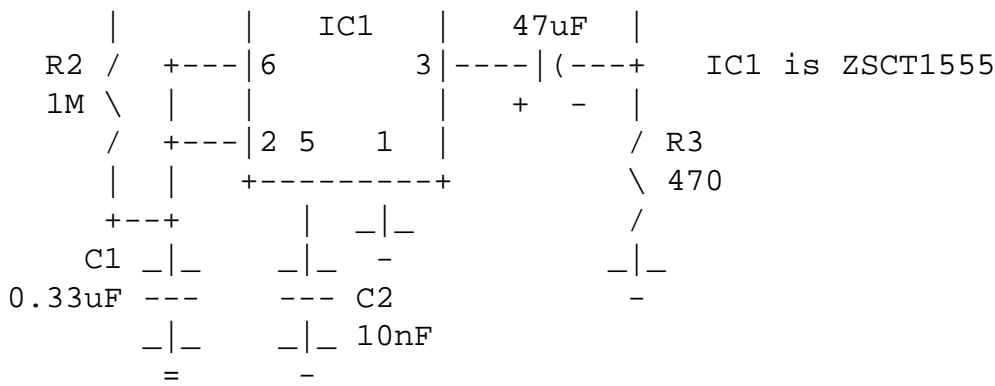 IC1 47uF
R2 6 3 IC1 is ZSCT1555
1M + -
2 5 1 R3
470
C1
0.33uF C2
10nF